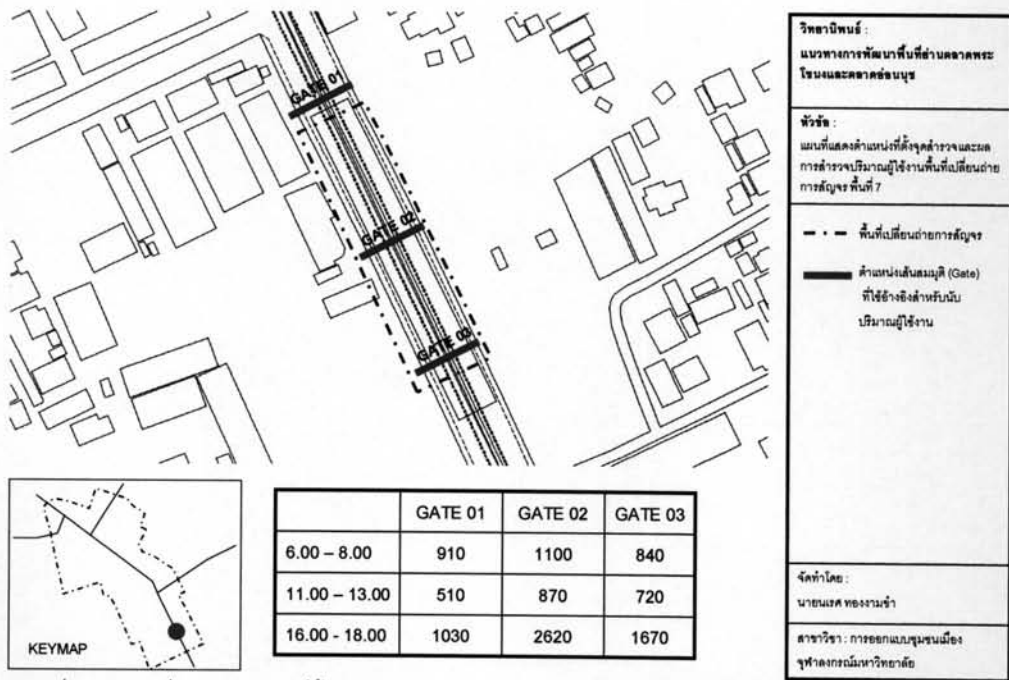 GATE 01
GATE 02
GATE 03
KEYMAP
GATE 01 GATE 02 GATE 03
6.00 – 8.00 910 1100 840
11.00 – 13.00 510 870 720
16.00 - 18.00 1030 2620 1670
วิทยานิพนธ์ :
แนวทางการพัฒนาพื้นที่ย่านตลาดพระ
โขนงและตลาดอ่อนนุช
หัวข้อ :
แผนที่แสดงตำแหน่งที่ตั้งจุดสำรวจและผล
การสำรวจปริมาณผู้ใช้งานพื้นที่เปลี่ยนถ่าย
การสัญจร พื้นที่ 7
พื้นที่เปลี่ยนถ่ายการสัญจร
ตำแหน่งเส้นสมมุติ (Gate)
ที่ใช้อ้างอิงสำหรับนับ
ปริมาณผู้ใช้งาน
จัดทำโดย :
นายนเรศ ทองงามขำ
สาขาวิชา : การออกแบบชุมชนเมือง
จุฬาลงกรณ์มหาวิทยาลัย